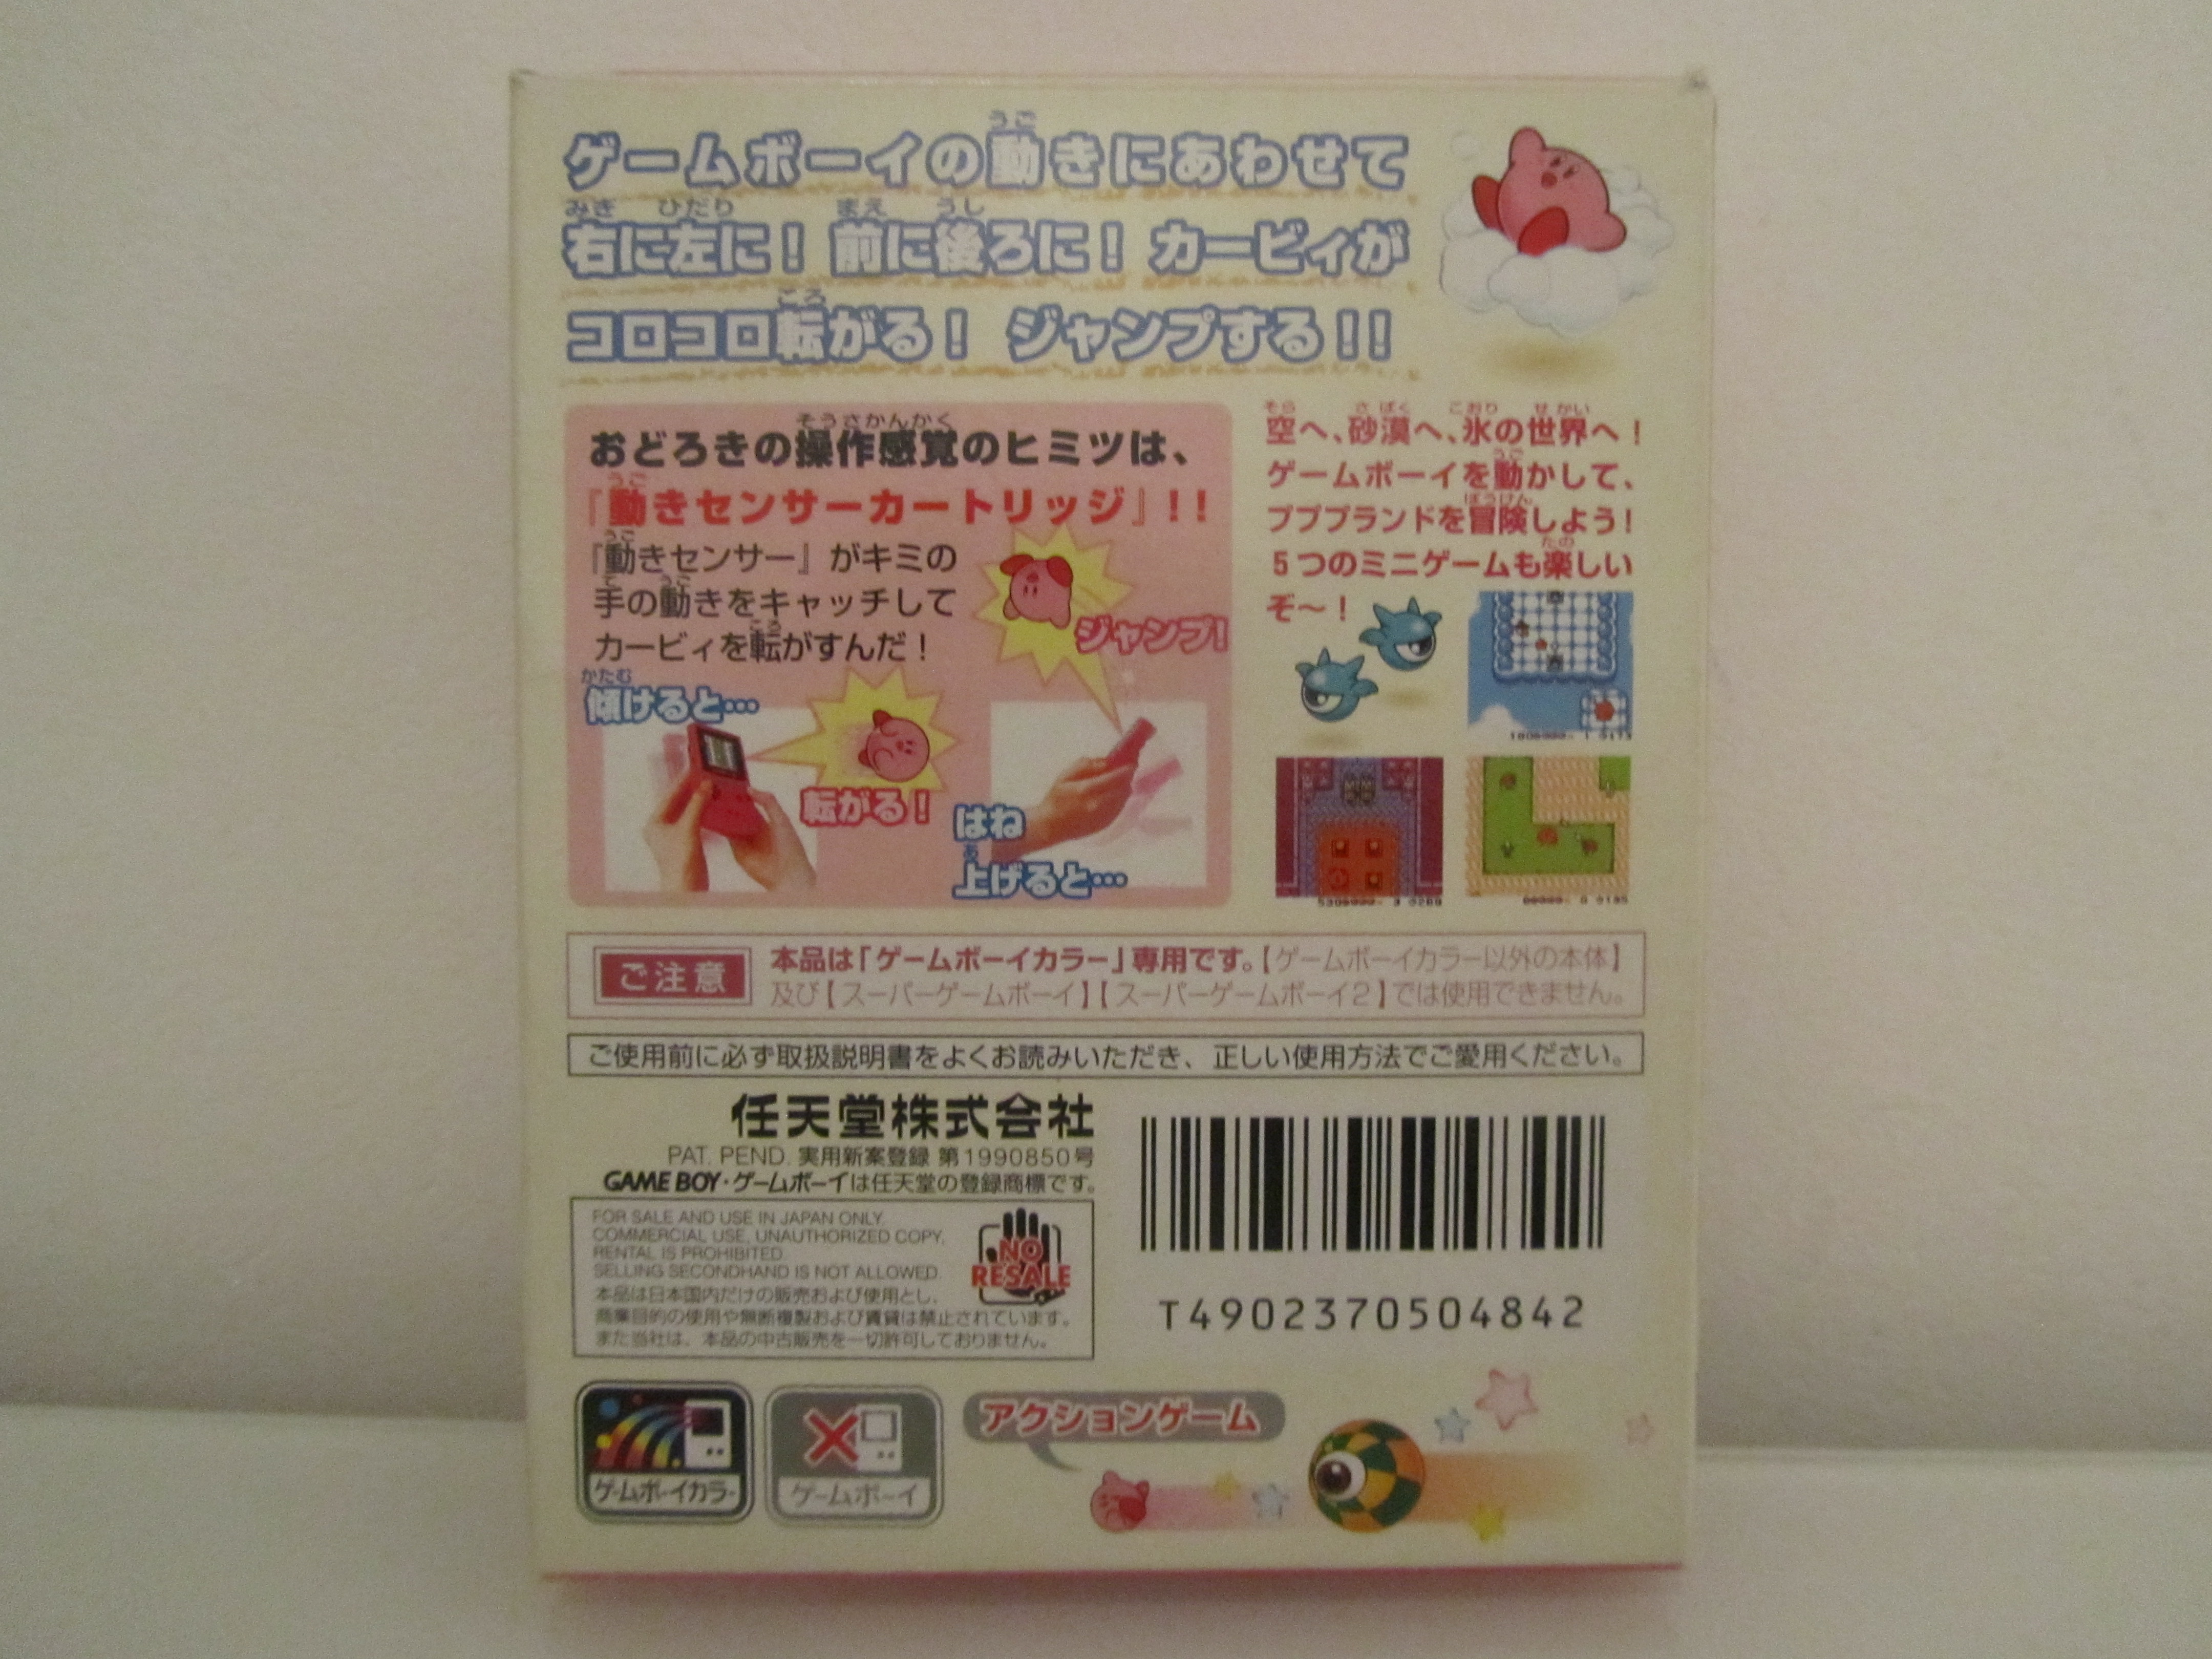 ゲームボーイの動きにあわせて
右に左に! 前に後ろに! カービィが
コロコロ転がる! ジャンプする!!
おどろきの操作感覚のヒミツは、
『動きセンサーカートリッジ』!!
『動きセンサー』がキミの
手の動きをキャッチして
カービィを転がすんだ!
ジャンプ!
傾けると…
転がる!
はね
上げると…
空へ、砂漠へ、氷の世界へ!
ゲームボーイを動かして、
プププランドを冒険しよう!
5つのミニゲームも楽しい
ぞ〜!
ご注意
本品は「ゲームボーイカラー」専用です。【ゲームボーイカラー以外の本体】
及び【スーパーゲームボーイ】【スーパーゲームボーイ2】では使用できません。
ご使用前に必ず取扱説明書をよくお読みいただき、正しい使用方法でご愛用ください。
任天堂株式会社
PAT. PEND. 実用新案登録 第1990850号
GAME BOY・ゲームボーイは任天堂の登録商標です。
FOR SALE AND USE IN JAPAN ONLY.
COMMERCIAL USE, UNAUTHORIZED COPY,
RENTAL IS PROHIBITED.
SELLING SECONDHAND IS NOT ALLOWED.
本品は日本国内だけの販売および使用とし、
商業目的の使用や無断複製および賃貸は禁止されています。
また当社は、本品の中古販売を一切許可しておりません。
NO
RESALE
T4902370504842
ゲームボーイカラー
ゲームボーイ
アクションゲーム